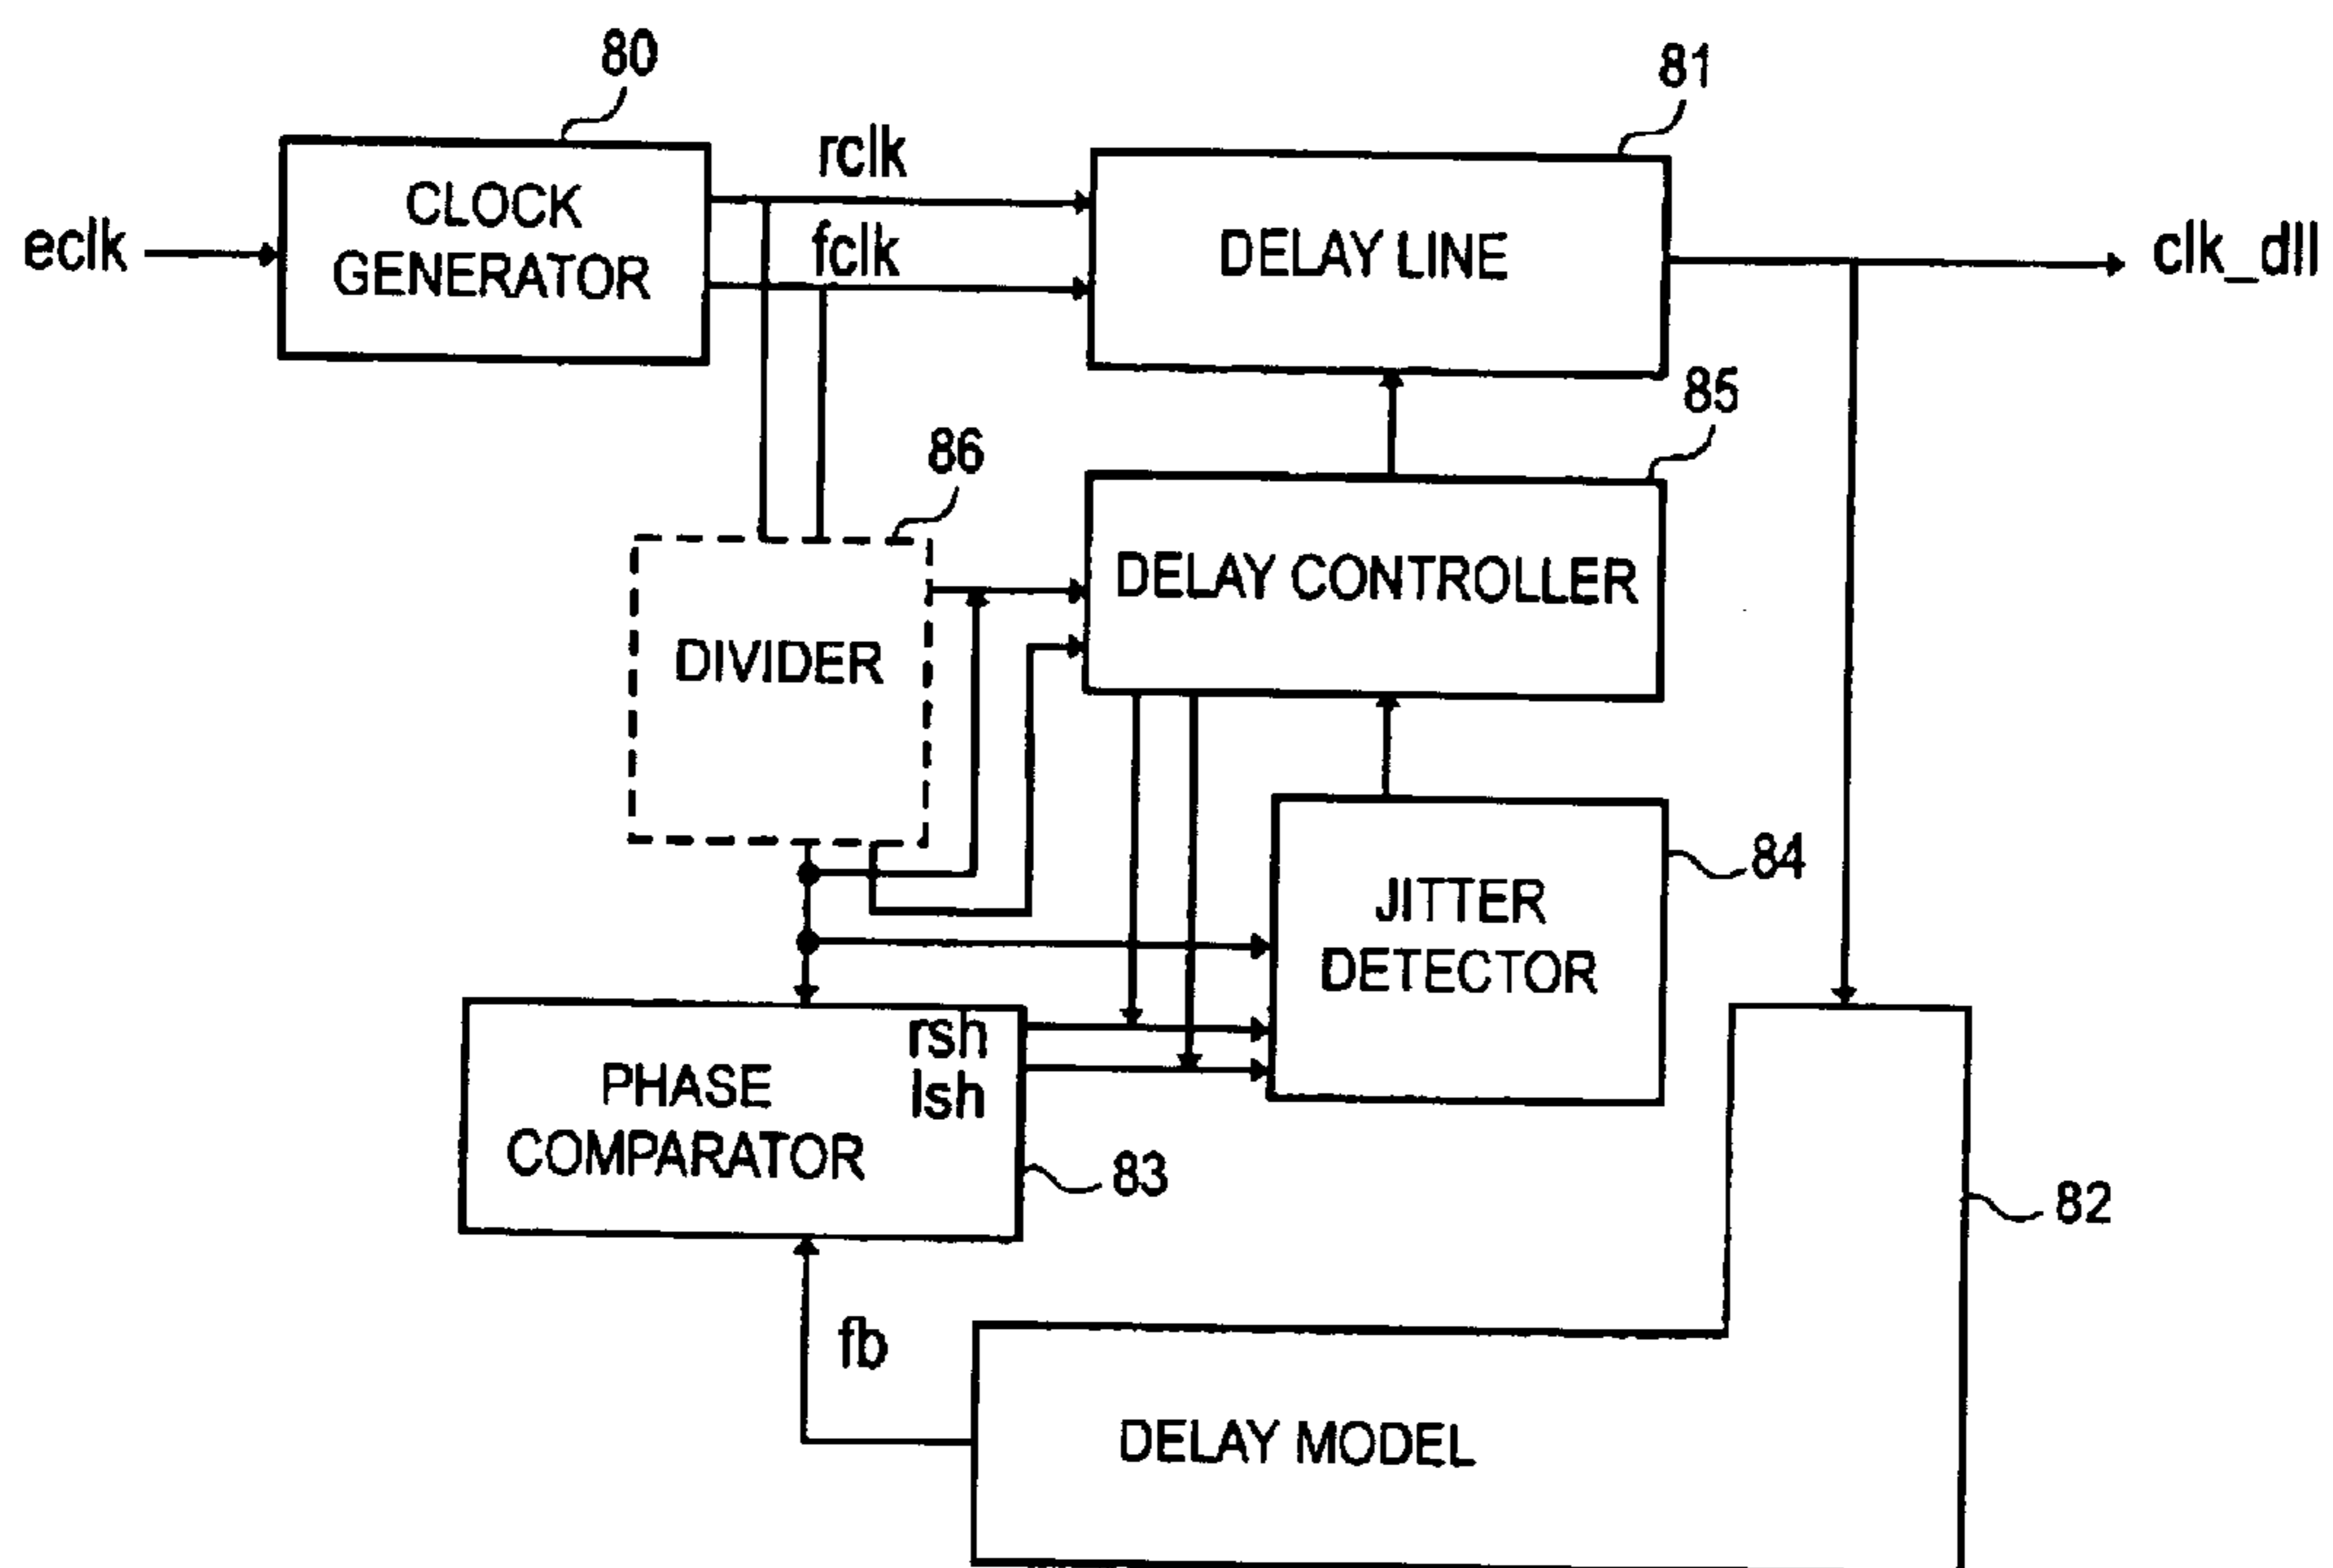 80
81
rclk
CLOCK
GENERATOR
eclk
fclk
DELAY LINE
clk_dll
85
86
DELAY CONTROLLER
DIVIDER
84
JITTER
DETECTOR
rsh
lsh
PHASE
COMPARATOR
83
82
fb
DELAY MODEL